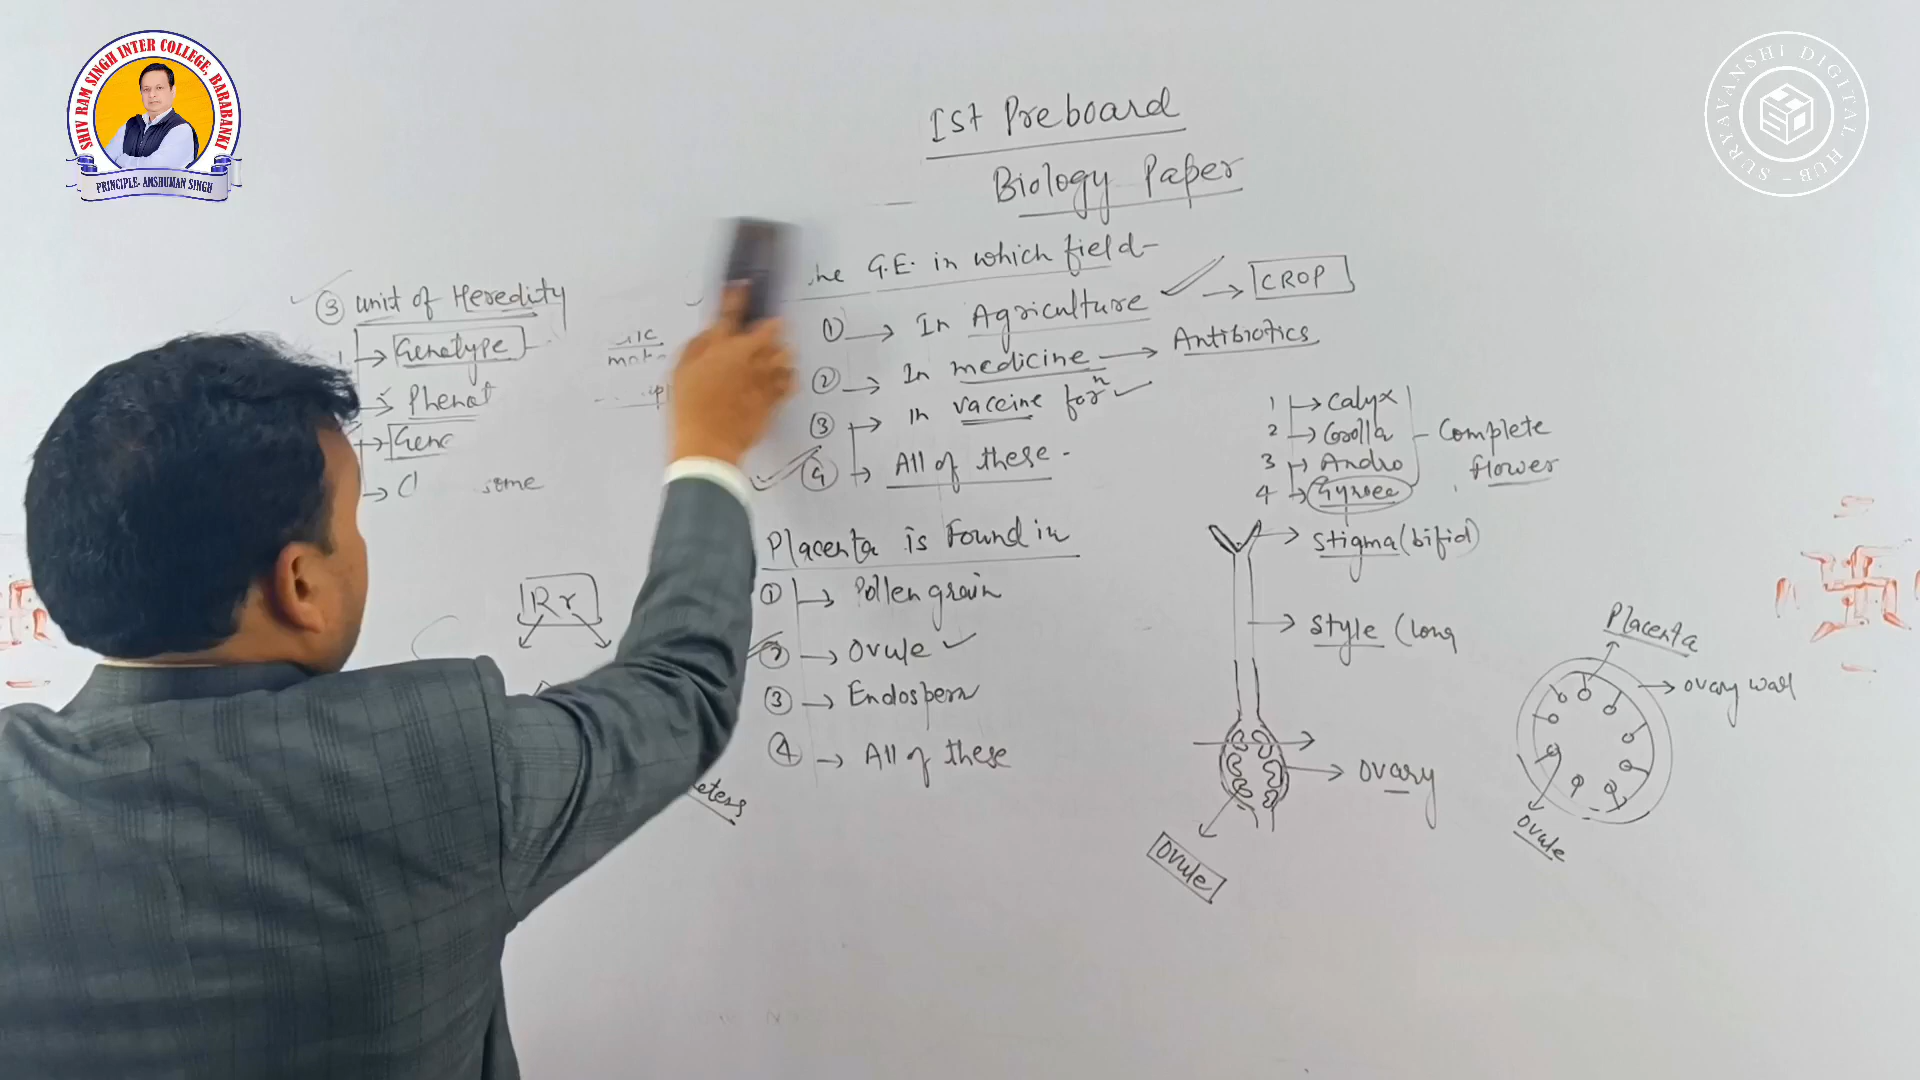 SHIV RAM SINGH INTER COLLEGE, BARABANKI
PRINCIPLE- ANSHUMAN SINGH
SURYAVANSHI DIGITAL HUB -
Ist Preboard
Biology Paper
③ unit of Heredity
→ Genotype
→ Phenot
→ Gene
some
Rr
he G.E. in which field-
① → In Agriculture ✓ → CROP
② → In medicine → Antibiotics
③ → In vaccine forⁿ ✓
④ → All of these -
Placenta is Found in
① → Pollen grain
② → Ovule ✓
③ → Endosperm
④ → All of these
1 → Calyx
2 → Corolla
3 → Andro
4 → Gynoec
Complete
flower
→ Stigma (bifid)
→ Style (long
→ Ovary
Ovule
Placenta
→ Ovary wall
Ovule